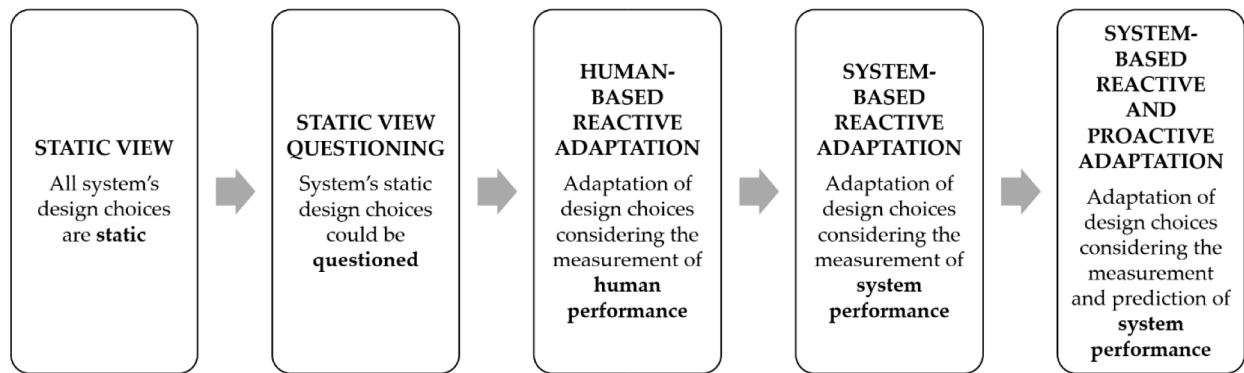 STATIC VIEW
All system's
design choices
are static
STATIC VIEW
QUESTIONING
System's static
design choices
could be
questioned
HUMAN-
BASED
REACTIVE
ADAPTATION
Adaptation of
design choices
considering the
measurement of
human
performance
SYSTEM-
BASED
REACTIVE
ADAPTATION
Adaptation of
design choices
considering the
measurement of
system
performance
SYSTEM-
BASED
REACTIVE
AND
PROACTIVE
ADAPTATION
Adaptation of
design choices
considering the
measurement
and prediction of
system
performance